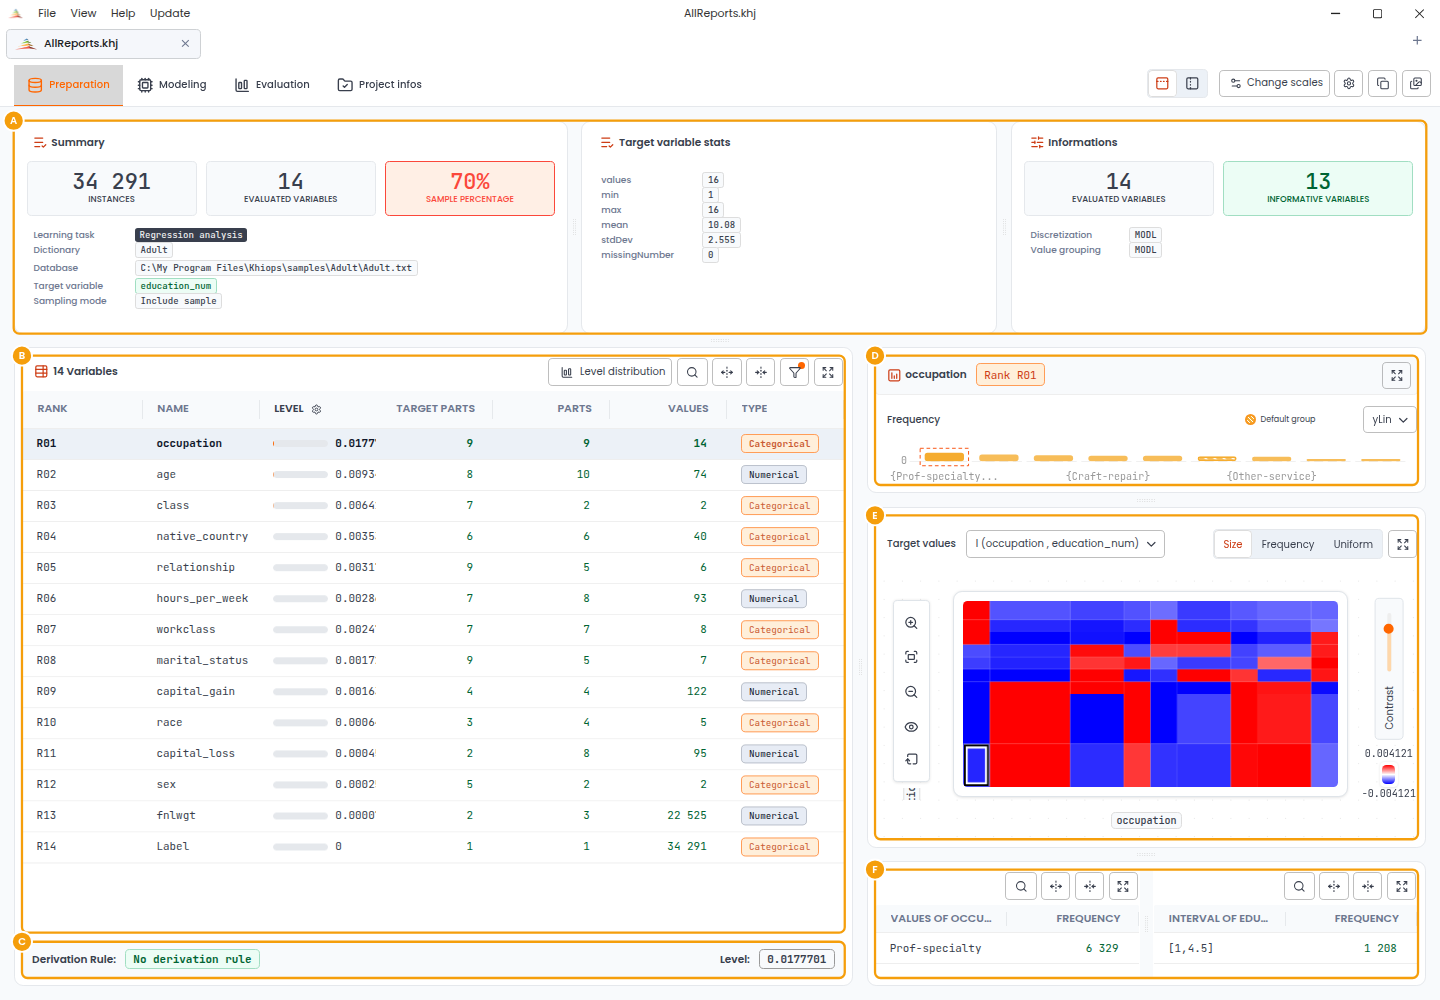 File View Help Update
AllReports.khj
AllReports.khj
Preparation
Modeling
Evaluation
Project infos
Change scales
A
Summary
34 291
INSTANCES
14
EVALUATED VARIABLES
70%
SAMPLE PERCENTAGE
Learning task Regression analysis
Dictionary Adult
Database C:\My Program Files\Khiops\samples\Adult\Adult.txt
Target variable education_num
Sampling mode Include sample
Target variable stats
values 16
min 1
max 16
mean 10.08
stdDev 2.555
missingNumber 0
Informations
14
EVALUATED VARIABLES
13
INFORMATIVE VARIABLES
Discretization MODL
Value grouping MODL
B
14 Variables
Level distribution
RANK NAME LEVEL TARGET PARTS PARTS VALUES TYPE
R01 occupation 0.0177 9 9 14 Categorical
R02 age 0.0093 8 10 74 Numerical
R03 class 0.0064 7 2 2 Categorical
R04 native_country 0.0035 6 6 40 Categorical
R05 relationship 0.0031 9 5 6 Categorical
R06 hours_per_week 0.0028 7 8 93 Numerical
R07 workclass 0.0024 7 7 8 Categorical
R08 marital_status 0.0017 9 5 7 Categorical
R09 capital_gain 0.0016 4 4 122 Numerical
R10 race 0.0006 3 4 5 Categorical
R11 capital_loss 0.0004 2 8 95 Numerical
R12 sex 0.0002 5 2 2 Categorical
R13 fnlwgt 0.0000 2 3 22 525 Numerical
R14 Label 0 1 1 34 291 Categorical
C
Derivation Rule: No derivation rule
Level: 0.0177701
D
occupation Rank R01
Frequency
Default group
yLin
0
{Prof-specialty... {Craft-repair} {Other-service}
E
Target values I (occupation , education_num)
Size Frequency Uniform
Contrast
0.004121
-0.004121
occupation
F
VALUES OF OCCU... FREQUENCY
Prof-specialty 6 329
INTERVAL OF EDU... FREQUENCY
[1,4.5] 1 208